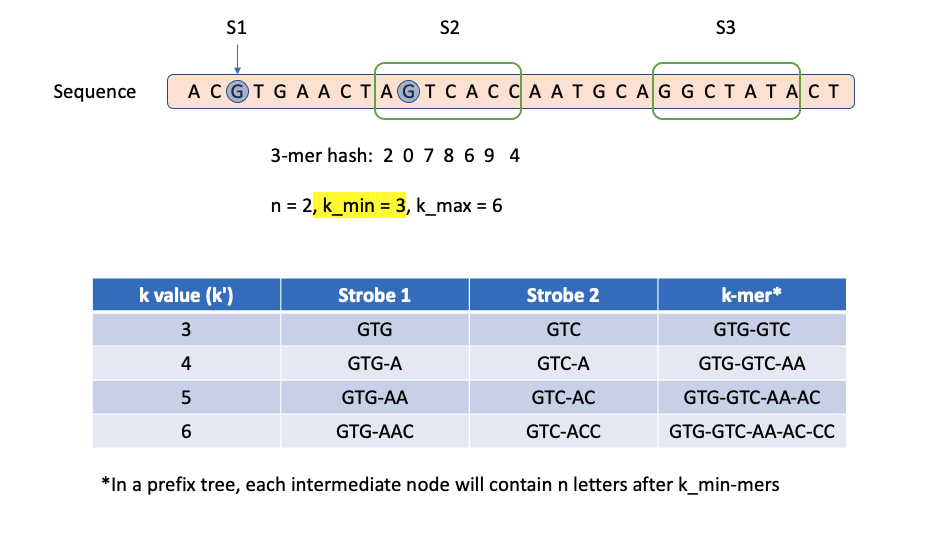 S1 S2 S3
Sequence A C G T G A A C T A G T C A C C A A T G C A G G C T A T A C T
3-mer hash: 2 0 7 8 6 9 4
n = 2, k_min = 3, k_max = 6
k value (k') Strobe 1 Strobe 2 k-mer*
3 GTG GTC GTG-GTC
4 GTG-A GTC-A GTG-GTC-AA
5 GTG-AA GTC-AC GTG-GTC-AA-AC
6 GTG-AAC GTC-ACC GTG-GTC-AA-AC-CC
*In a prefix tree, each intermediate node will contain n letters after k_min-mers